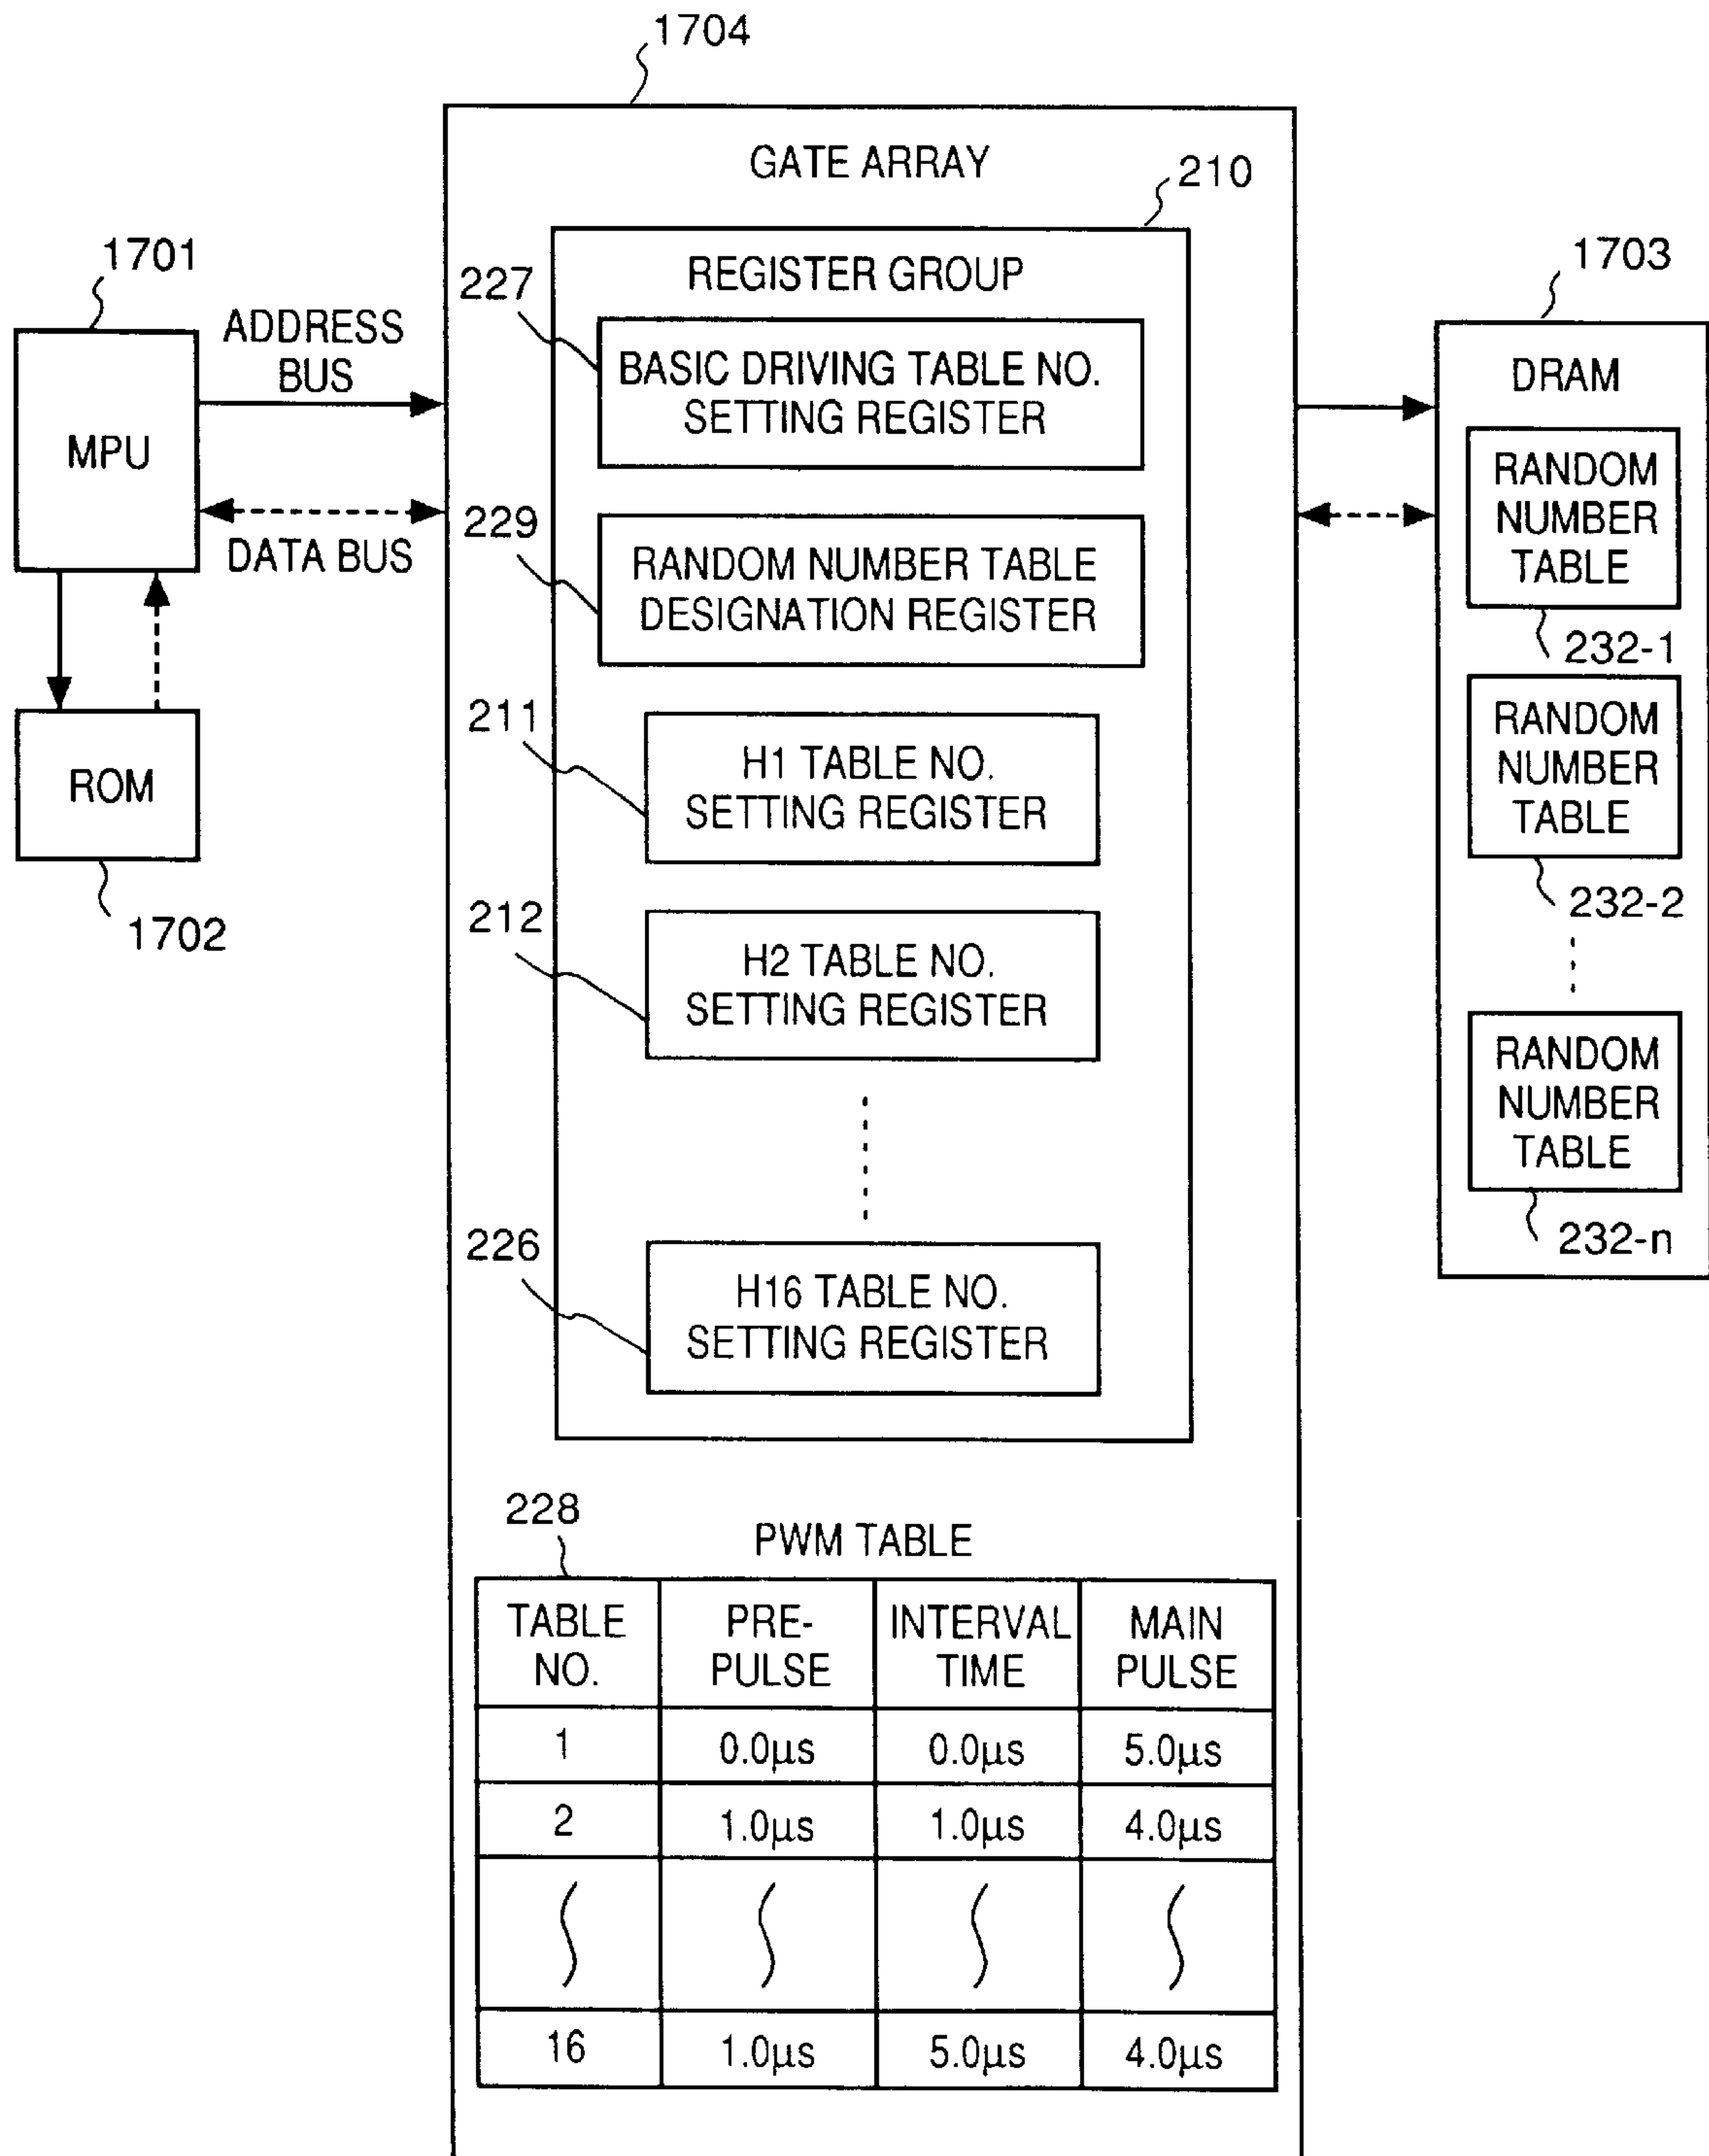 1704
GATE ARRAY
210
1701
227
REGISTER GROUP
1703
ADDRESS
BUS
BASIC DRIVING TABLE NO.
SETTING REGISTER
DRAM
MPU
RANDOM
NUMBER
TABLE
DATA BUS
229
RANDOM NUMBER TABLE
DESIGNATION REGISTER
232-1
ROM
211
H1 TABLE NO.
SETTING REGISTER
RANDOM
NUMBER
TABLE
1702
212
H2 TABLE NO.
SETTING REGISTER
232-2
RANDOM
NUMBER
TABLE
226
H16 TABLE NO.
SETTING REGISTER
232-n
228
PWM TABLE
TABLE NO. PRE-PULSE INTERVAL TIME MAIN PULSE
1 0.0μs 0.0μs 5.0μs
2 1.0μs 1.0μs 4.0μs
16 1.0μs 5.0μs 4.0μs